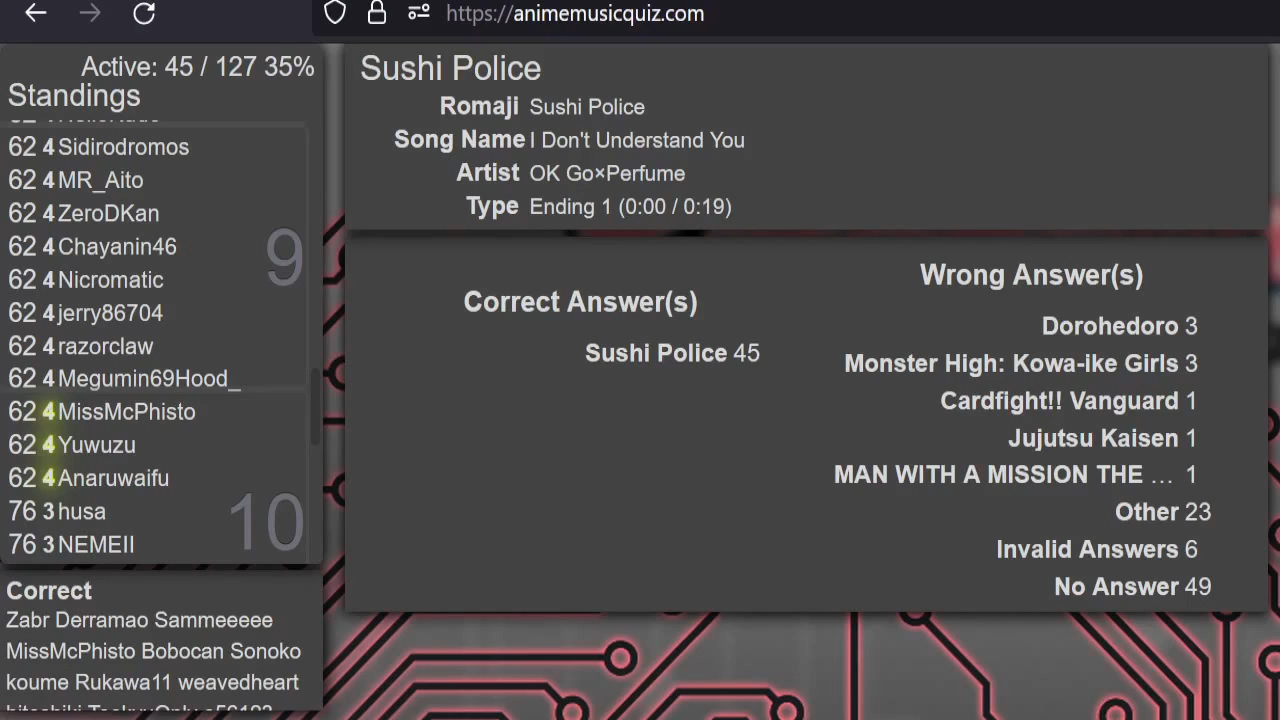 https://animemusicquiz.com
Active: 45 / 127 35%
Standings
Sidirodromos
62 4 Sidirodromos
62 4 MR_Aito
62 4 ZeroDKan
62 4 Chayanin46
9
62 4 Nicromatic
62 4 jerry86704
62 4 razorclaw
62 4 Megumin69Hood_
62 4 MissMcPhisto
62 4 Yuwuzu
62 4 Anaruwaifu
76 3 husa
10
76 3 NEMEII
Correct
Zabr Derramao Sammeeeee
MissMcPhisto Bobocan Sonoko
koume Rukawa11 weavedheart
Sushi Police
Romaji Sushi Police
Song Name I Don't Understand You
Artist OK Go×Perfume
Type Ending 1 (0:00 / 0:19)
Correct Answer(s)
Sushi Police 45
Wrong Answer(s)
Dorohedoro 3
Monster High: Kowa-ike Girls 3
Cardfight!! Vanguard 1
Jujutsu Kaisen 1
MAN WITH A MISSION THE … 1
Other 23
Invalid Answers 6
No Answer 49